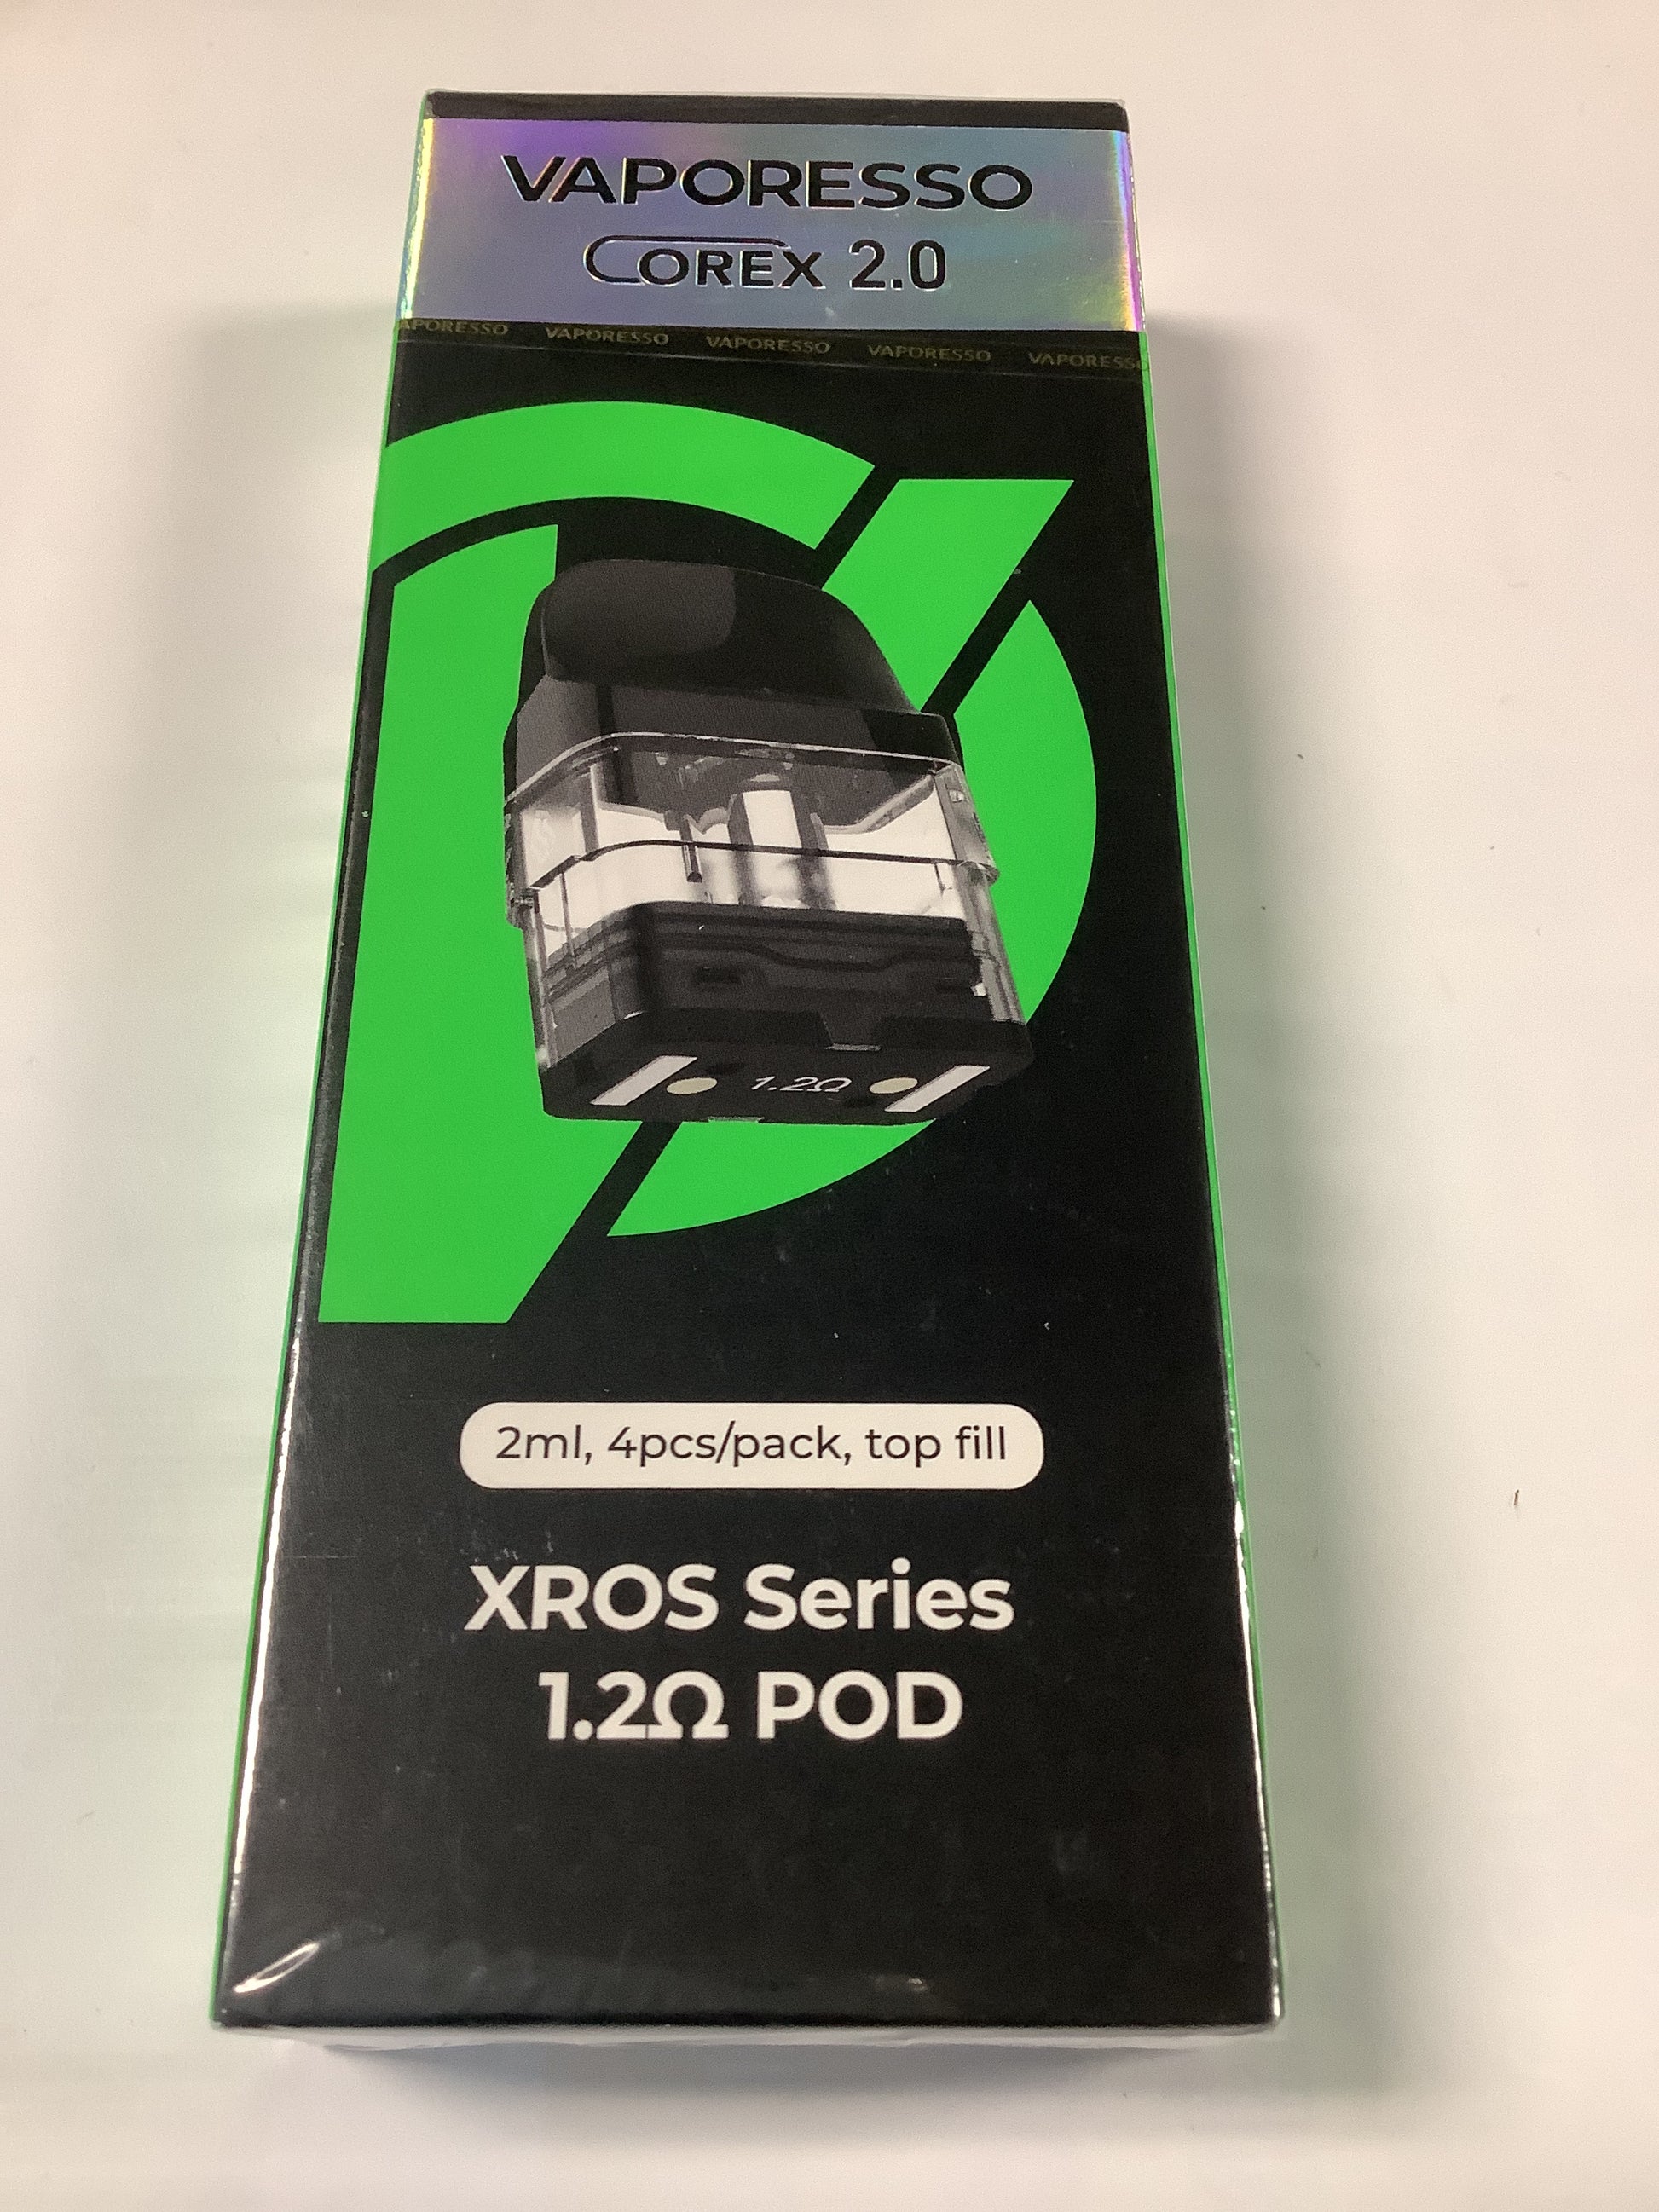 VAPORESSO
COREX 2.0
APORESSO VAPORESSO VAPORESSO VAPORESSO VAPORESSO
1.2Ω
2ml, 4pcs/pack, top fill
XROS Series
1.2Ω POD